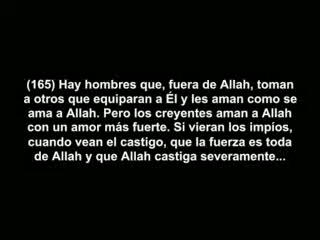 (165) Hay hombres que, fuera de Allah, toman
a otros que equiparan a Él y les aman como se
ama a Allah. Pero los creyentes aman a Allah
con un amor más fuerte. Si vieran los impíos,
cuando vean el castigo, que la fuerza es toda
de Allah y que Allah castiga severamente...